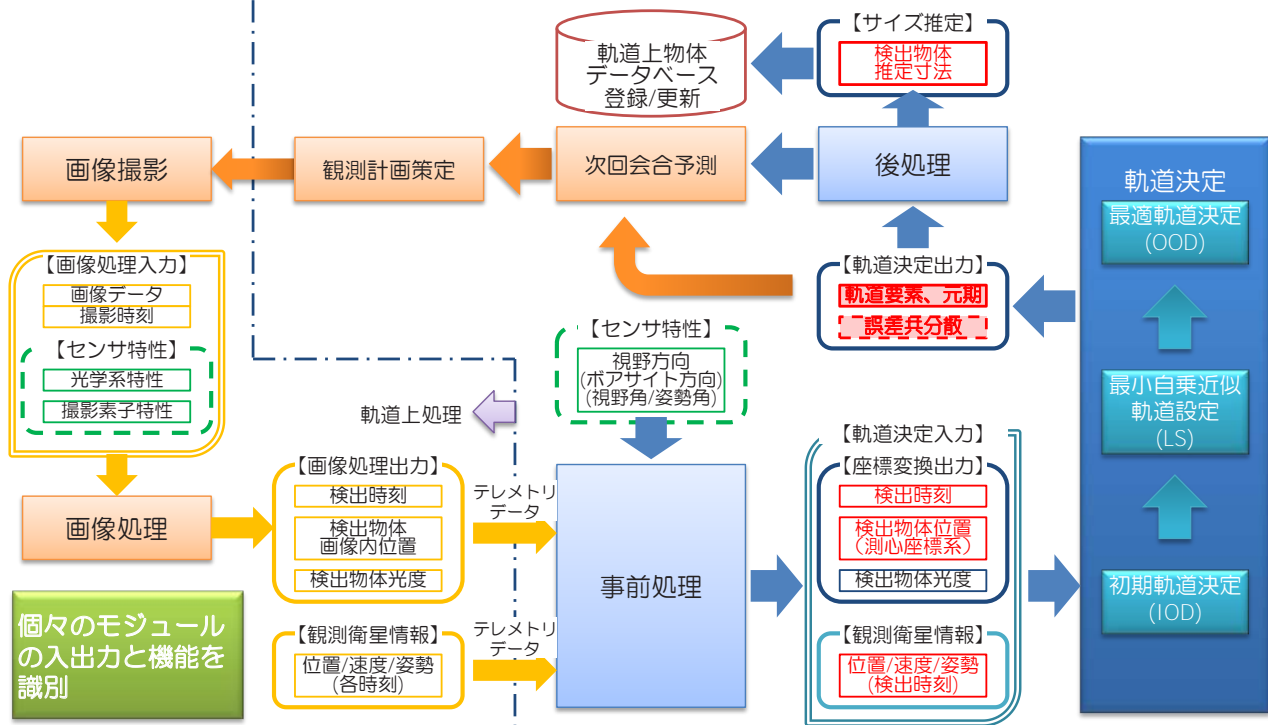 【サイズ推定】
検出物体
推定寸法
軌道上物体
データベース
登録/更新
画像撮影
観測計画策定
次回会合予測
後処理
軌道決定
最適軌道決定
(OOD)
最小自乗近似
軌道設定
(LS)
初期軌道決定
(IOD)
【画像処理入力】
画像データ
撮影時刻
【センサ特性】
光学系特性
撮影素子特性
【軌道決定出力】
軌道要素、元期
誤差共分散
【センサ特性】
視野方向
(ボアサイト方向)
(視野角/姿勢角)
軌道上処理
画像処理
【画像処理出力】
検出時刻
検出物体
画像内位置
検出物体光度
テレメトリ
データ
【観測衛星情報】
位置/速度/姿勢
(各時刻)
テレメトリ
データ
事前処理
【軌道決定入力】
【座標変換出力】
検出時刻
検出物体位置
（測心座標系）
検出物体光度
【観測衛星情報】
位置/速度/姿勢
(検出時刻)
個々のモジュール
の入出力と機能を
識別